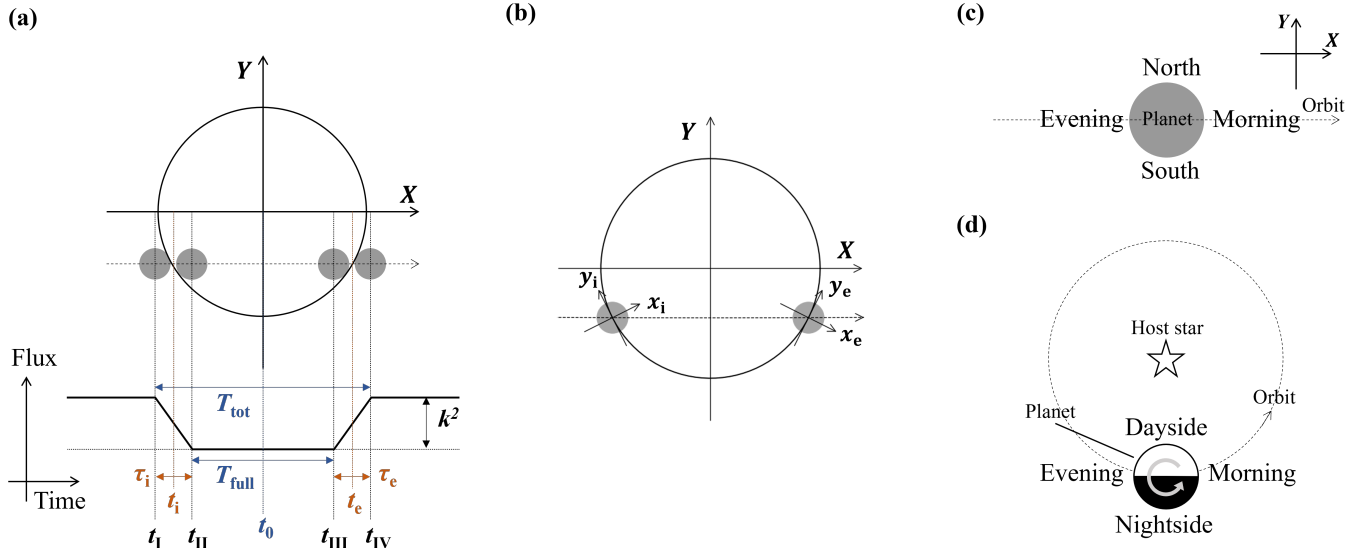 (a)
Y
X
Flux
T_tot
k²
τ_i
T_full
τ_e
Time
t_i
t_e
t_I
t_II
t_0
t_III
t_IV
(b)
Y
X
y_i
x_i
y_e
x_e
(c)
Y
X
North
Orbit
Evening
Planet
Morning
South
(d)
Host star
Orbit
Planet
Dayside
Evening
Morning
Nightside